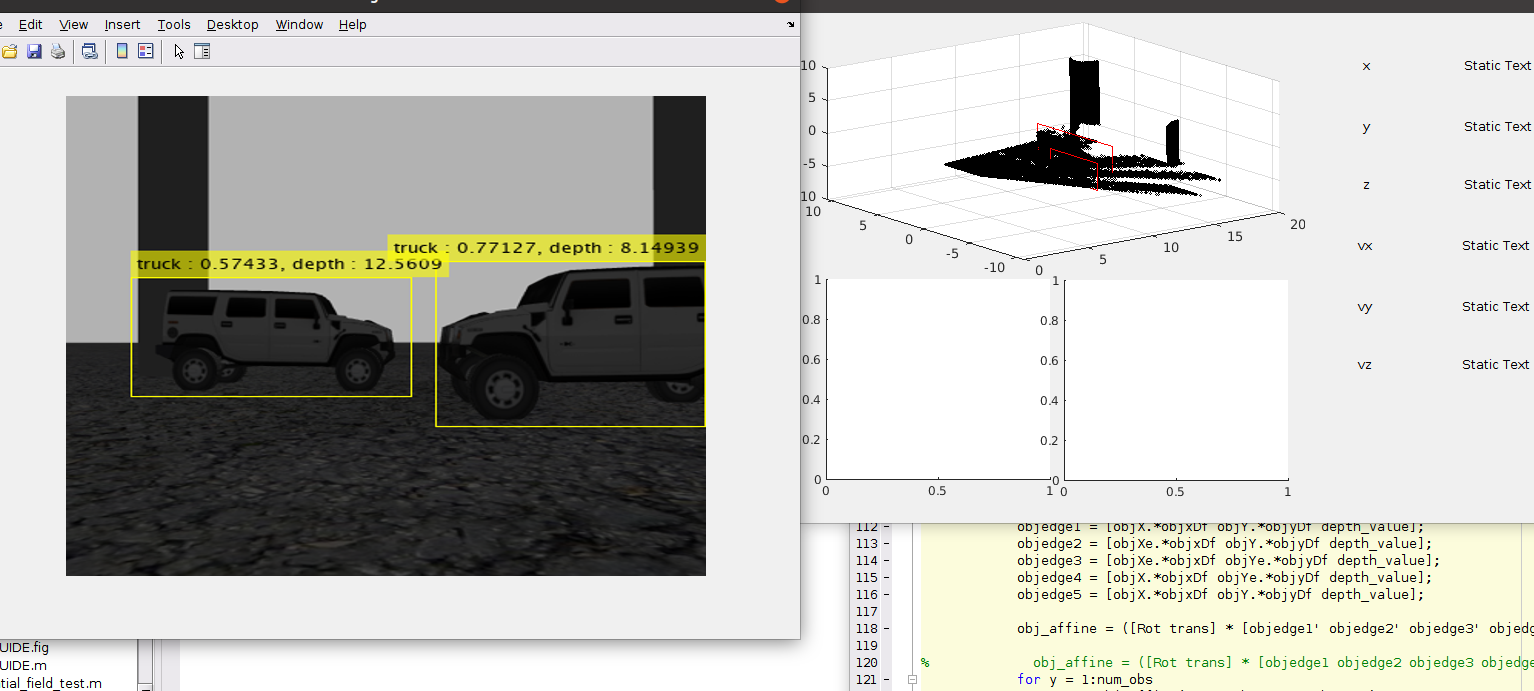 Edit View Insert Tools Desktop Window Help
truck : 0.77127, depth : 8.14939
truck : 0.57433, depth : 12.5609
10
5
0
-5
10
10
5
0
-5
-10
0
5
10
15
20
x Static Text
y Static Text
z Static Text
vx Static Text
vy Static Text
vz Static Text
1
0.8
0.6
0.4
0.2
0
0 0.5 1
1
0.8
0.6
0.4
0.2
0
0 0.5 1
112 - objedge1 = [objX.*objxDf objY.*objyDf depth_value];
113 - objedge2 = [objXe.*objxDf objY.*objyDf depth_value];
114 - objedge3 = [objXe.*objxDf objYe.*objyDf depth_value];
115 - objedge4 = [objX.*objxDf objYe.*objyDf depth_value];
116 - objedge5 = [objX.*objxDf objY.*objyDf depth_value];
117
118 - obj_affine = ([Rot trans] * [objedge1' objedge2' objedge3' objedg
119
120 % obj_affine = ([Rot trans] * [objedge1 objedge2 objedge3 objedge
121 - for y = 1:num_obs
UIDE.fig
UIDE.m
tial_field_test.m